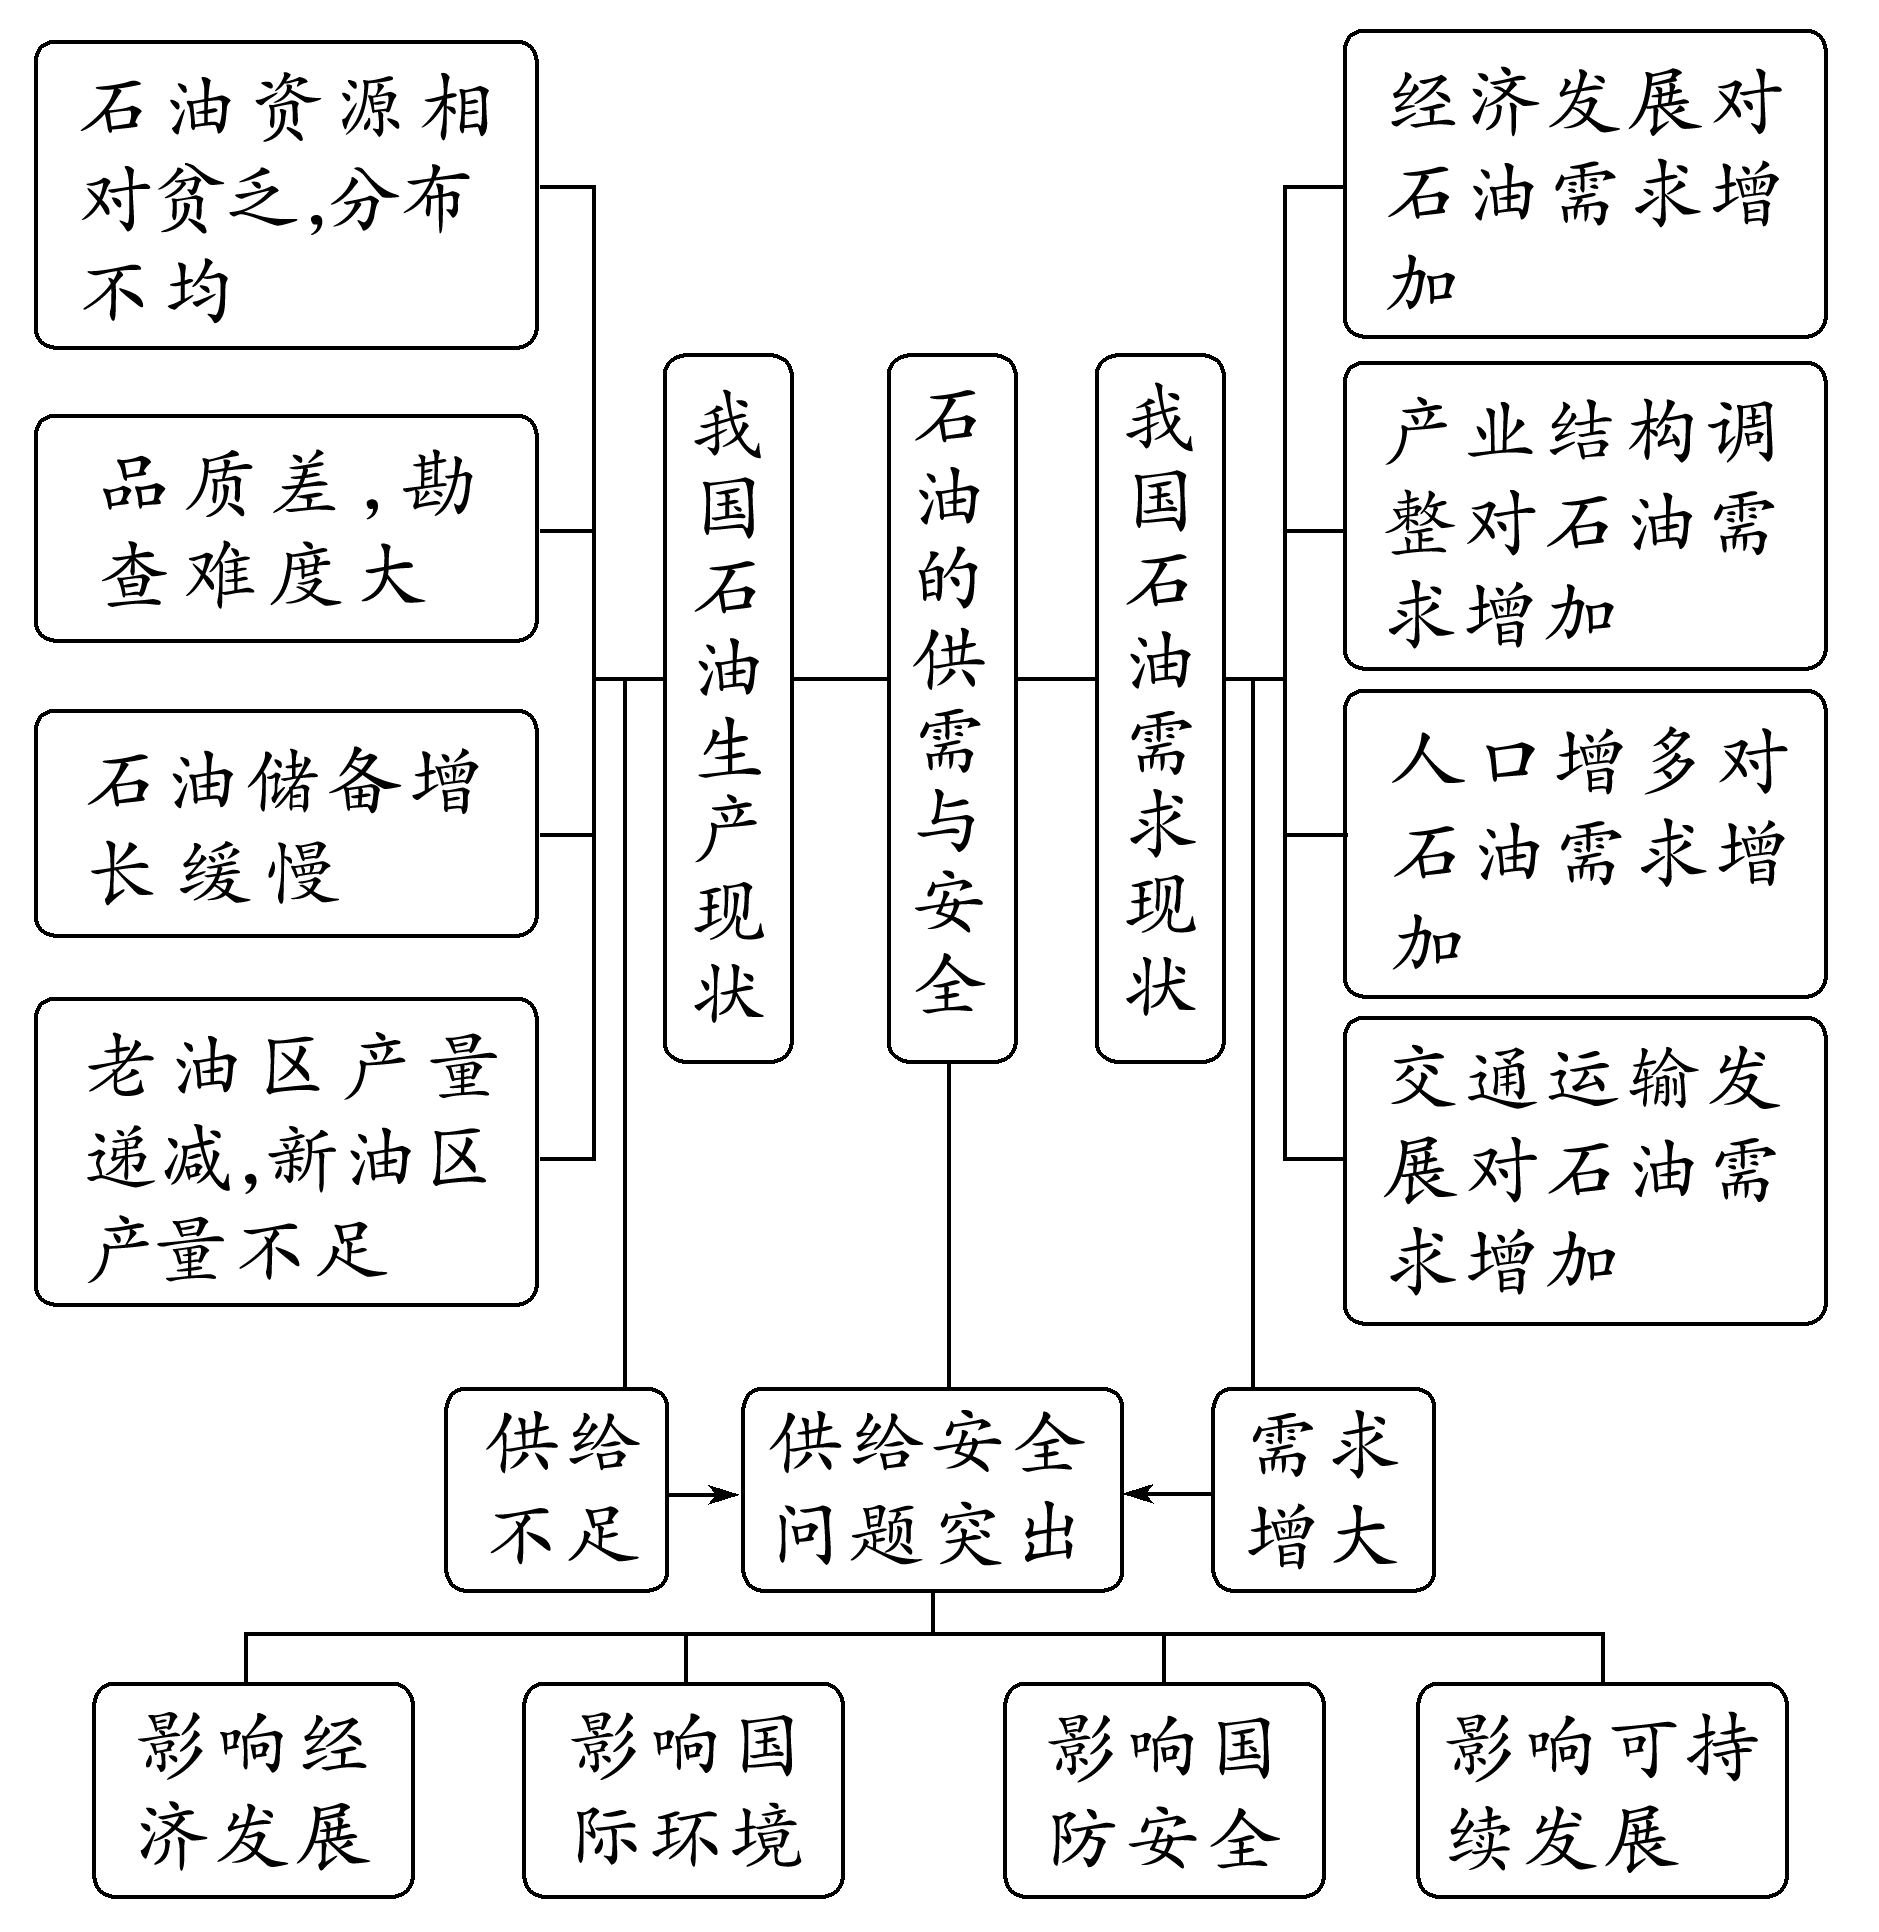 石油资源相
对贫乏,分布
不均
品质差,勘
查难度大
石油储备增
长缓慢
老油区产量
递减,新油区
产量不足
我国石油生产现状
石油的供需与安全
我国石油需求现状
经济发展对
石油需求增
加
产业结构调
整对石油需
求增加
人口增多对
石油需求增
加
交通运输发
展对石油需
求增加
供给
不足
供给安全
问题突出
需求
增大
影响经
济发展
影响国
际环境
影响国
防安全
影响可持
续发展